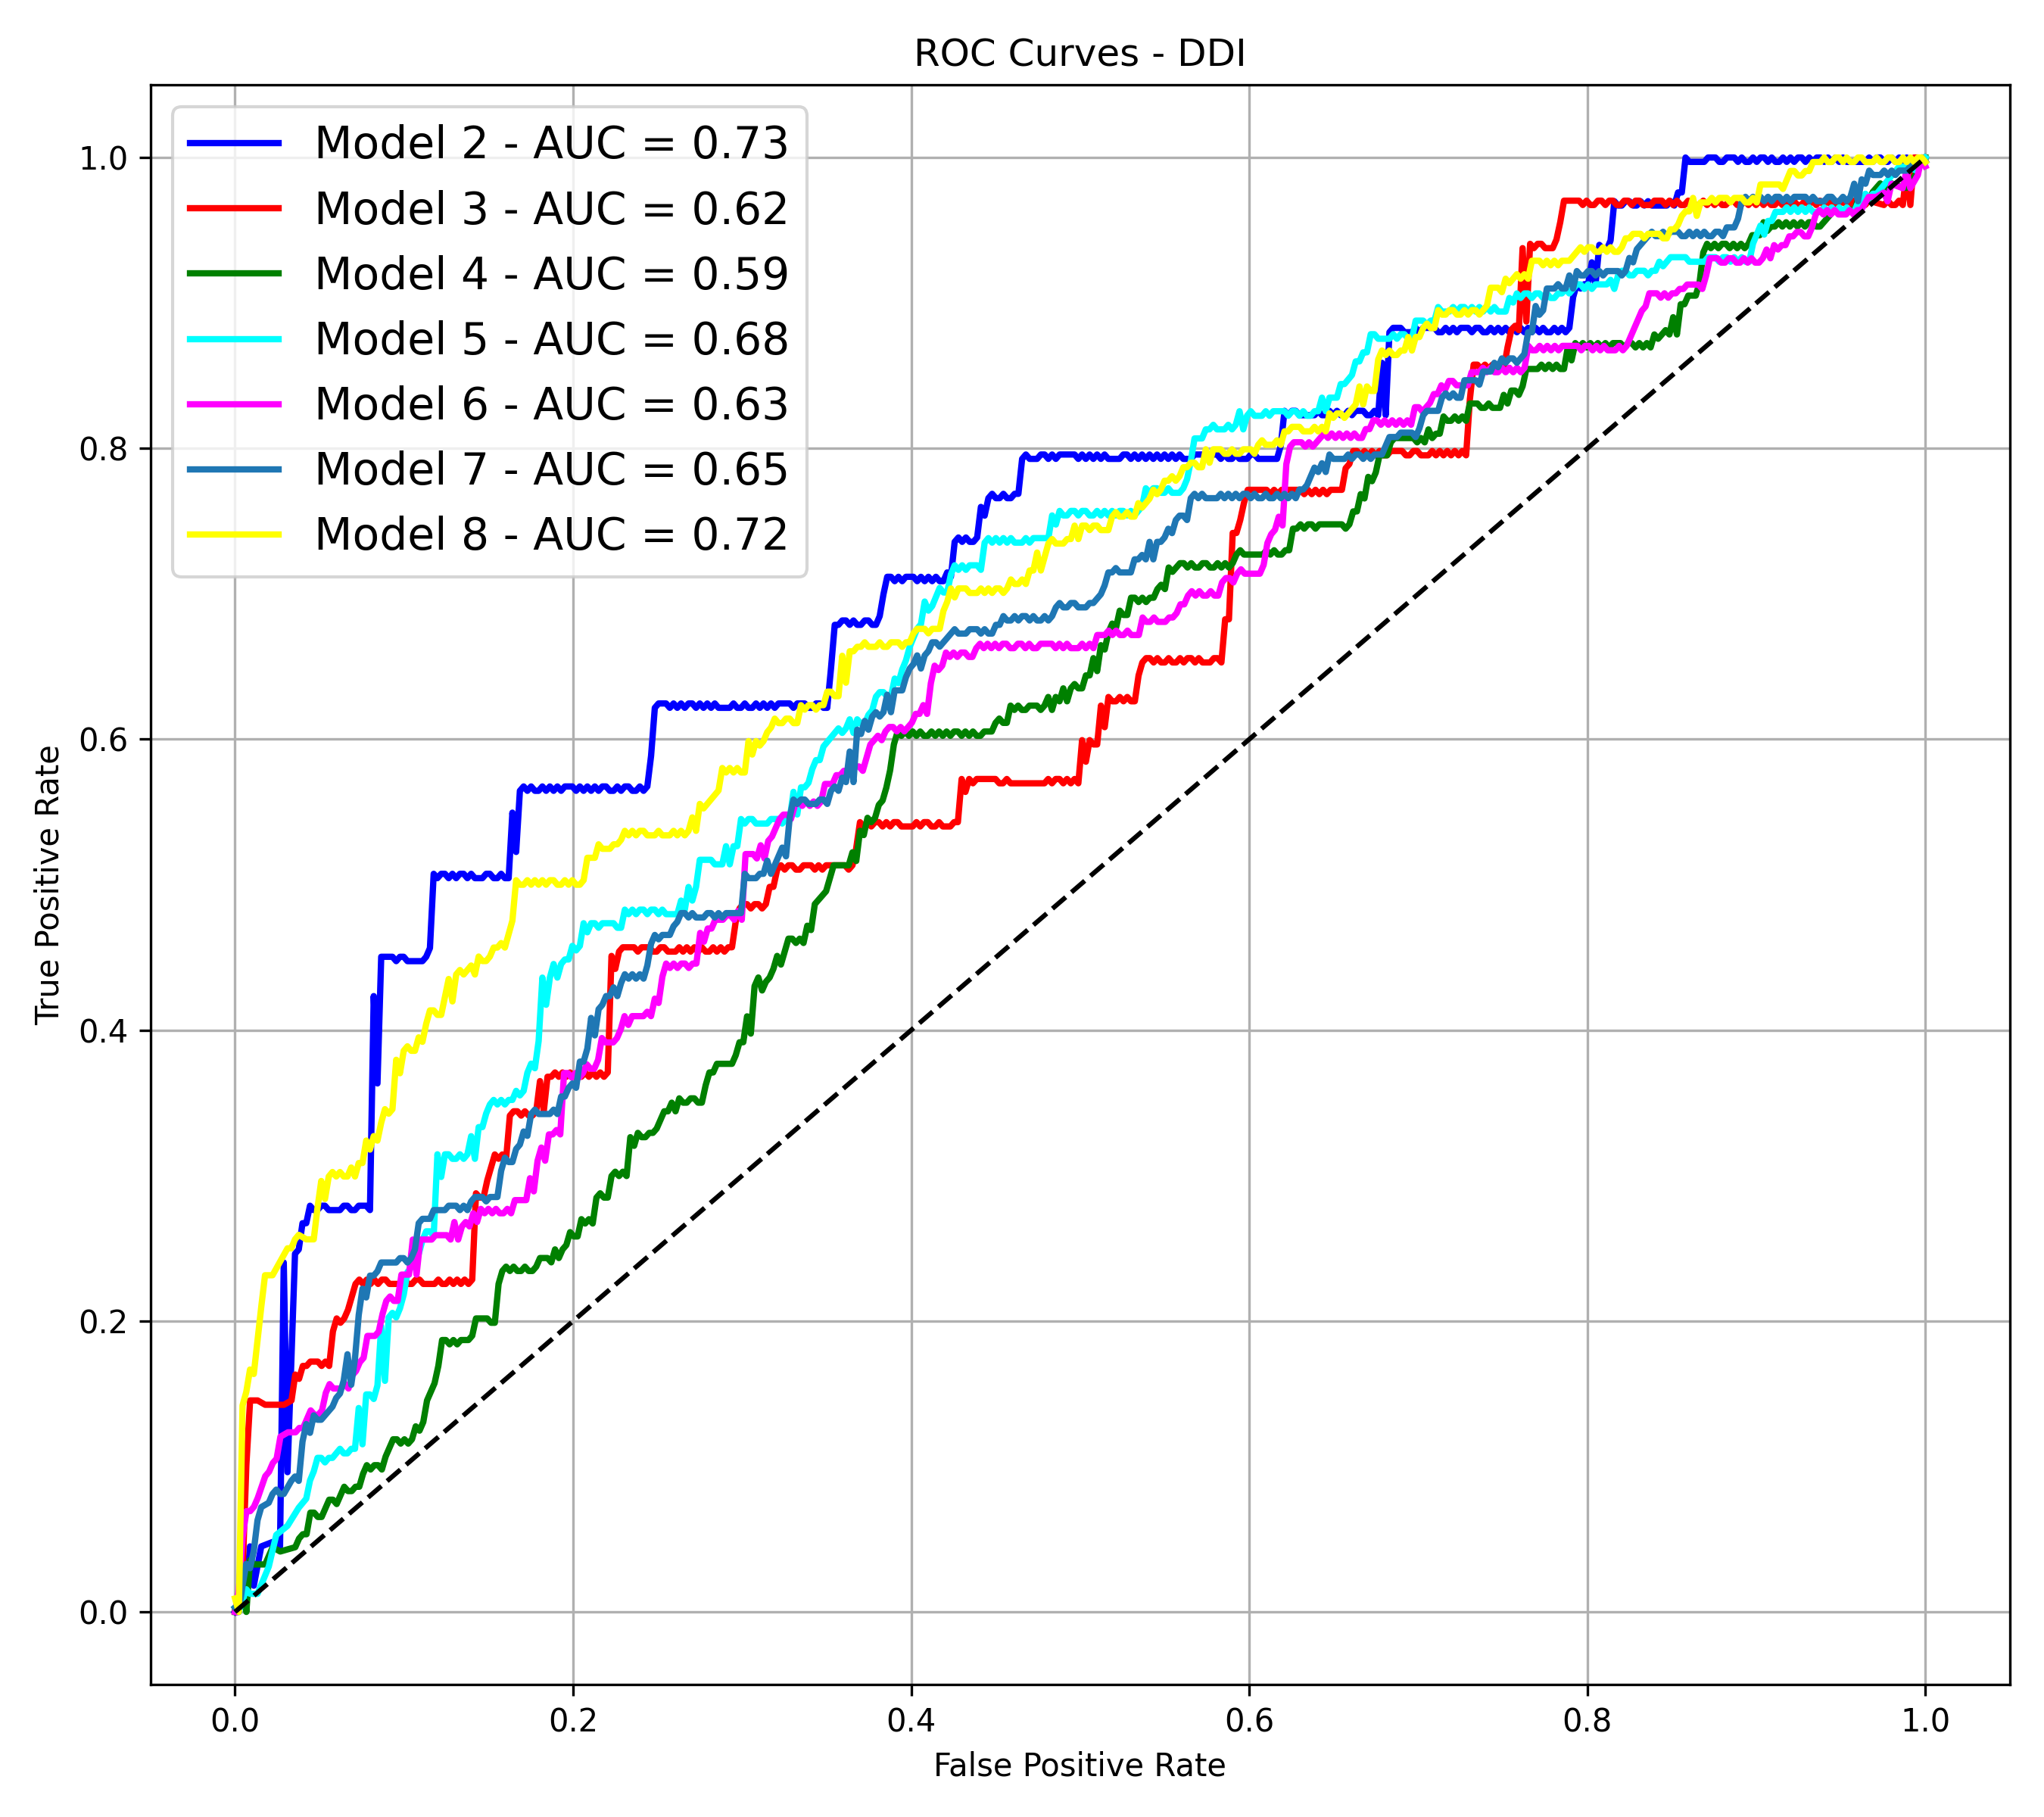 ROC Curves - DDI
Model 2 - AUC = 0.73
Model 3 - AUC = 0.62
Model 4 - AUC = 0.59
Model 5 - AUC = 0.68
Model 6 - AUC = 0.63
Model 7 - AUC = 0.65
Model 8 - AUC = 0.72
True Positive Rate
1.0
0.8
0.6
0.4
0.2
0.0
0.0 0.2 0.4 0.6 0.8 1.0
False Positive Rate